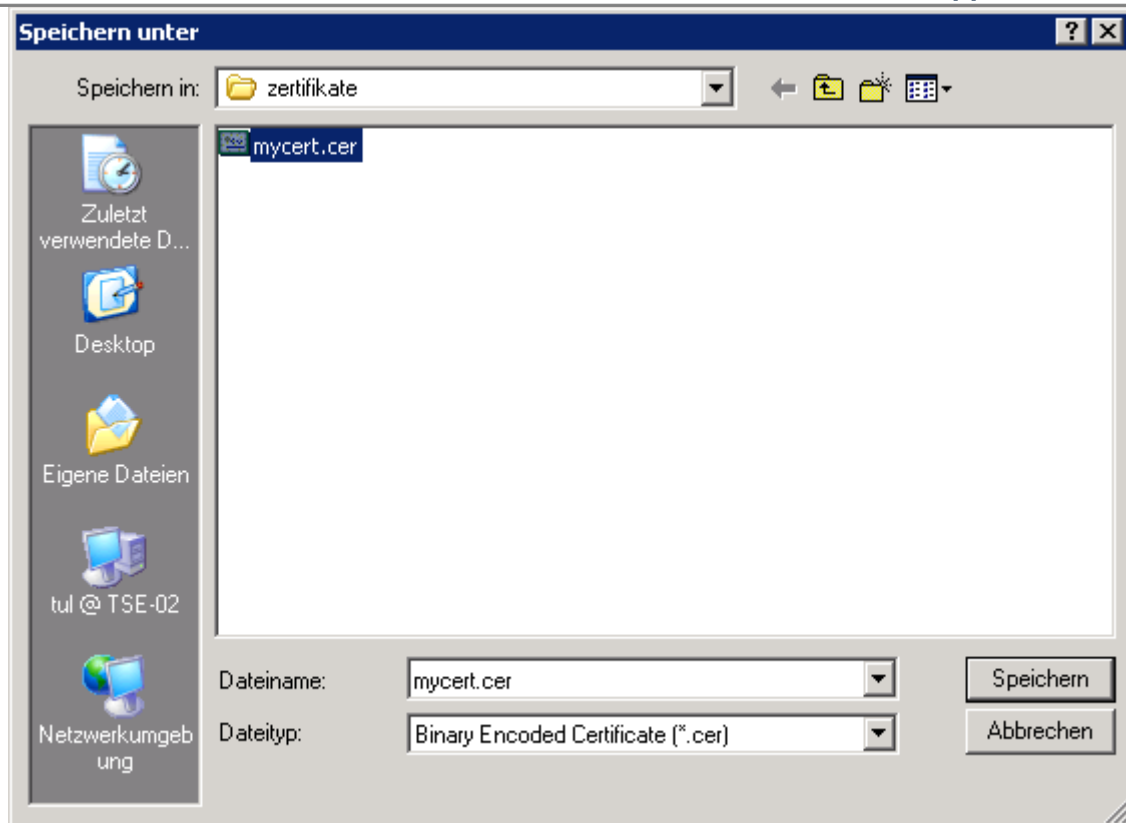 Speichern unter
Speichern in:
zertifikate
mycert.cer
Zuletzt
verwendete D...
Desktop
Eigene Dateien
tul @ TSE-02
Netzwerkumgeb
ung
Dateiname:
mycert.cer
Speichern
Dateityp:
Binary Encoded Certificate (*.cer)
Abbrechen